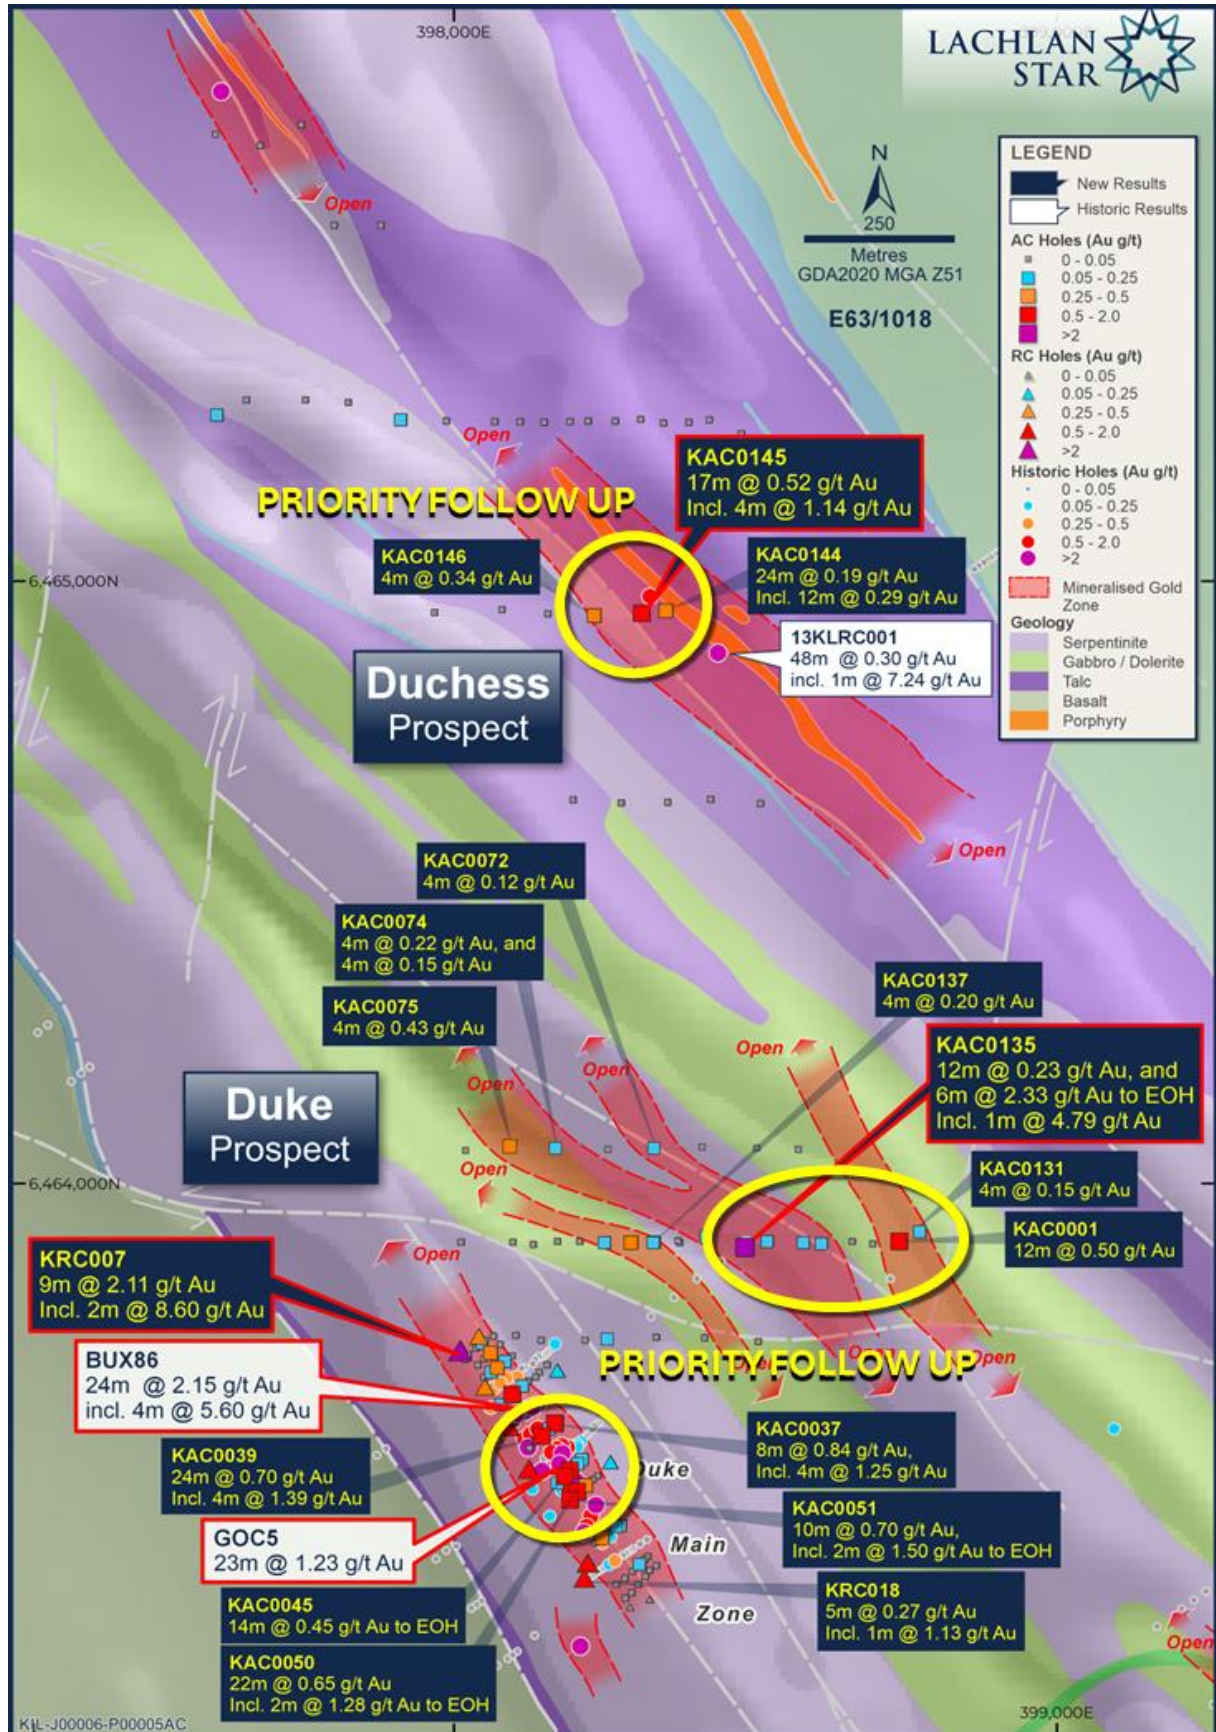 398,000E
LACHLAN
STAR
Open
N
250
Metres
GDA2020 MGA Z51
E63/1018
LEGEND
New Results
Historic Results
AC Holes (Au g/t)
0 - 0.05
0.05 - 0.25
0.25 - 0.5
0.5 - 2.0
>2
RC Holes (Au g/t)
0 - 0.05
0.05 - 0.25
0.25 - 0.5
0.5 - 2.0
>2
Historic Holes (Au g/t)
0 - 0.05
0.05 - 0.25
0.25 - 0.5
0.5 - 2.0
>2
Mineralised Gold
Zone
Geology
Serpentinite
Gabbro / Dolerite
Talc
Basalt
Porphyry
Open
PRIORITY FOLLOW UP
KAC0145
17m @ 0.52 g/t Au
Incl. 4m @ 1.14 g/t Au
KAC0146
4m @ 0.34 g/t Au
KAC0144
24m @ 0.19 g/t Au
Incl. 12m @ 0.29 g/t Au
6,465,000N
13KLRC001
48m @ 0.30 g/t Au
incl. 1m @ 7.24 g/t Au
Duchess
Prospect
Open
KAC0072
4m @ 0.12 g/t Au
KAC0074
4m @ 0.22 g/t Au, and
4m @ 0.15 g/t Au
KAC0075
4m @ 0.43 g/t Au
KAC0137
4m @ 0.20 g/t Au
KAC0135
12m @ 0.23 g/t Au, and
6m @ 2.33 g/t Au to EOH
Incl. 1m @ 4.79 g/t Au
Open
Open
Open
Duke
Prospect
Open
KAC0131
4m @ 0.15 g/t Au
6,464,000N
KAC0001
12m @ 0.50 g/t Au
Open
KRC007
9m @ 2.11 g/t Au
Incl. 2m @ 8.60 g/t Au
BUX86
24m @ 2.15 g/t Au
incl. 4m @ 5.60 g/t Au
PRIORITY FOLLOW UP
Open
KAC0037
8m @ 0.84 g/t Au,
Incl. 4m @ 1.25 g/t Au
KAC0039
24m @ 0.70 g/t Au
Incl. 4m @ 1.39 g/t Au
Duke
Main
Zone
KAC0051
10m @ 0.70 g/t Au,
Incl. 2m @ 1.50 g/t Au to EOH
GOC5
23m @ 1.23 g/t Au
KRC018
5m @ 0.27 g/t Au
Incl. 1m @ 1.13 g/t Au
KAC0045
14m @ 0.45 g/t Au to EOH
KAC0050
22m @ 0.65 g/t Au
Incl. 2m @ 1.28 g/t Au to EOH
Open
399,000E
KIL-J00006-P00005AC